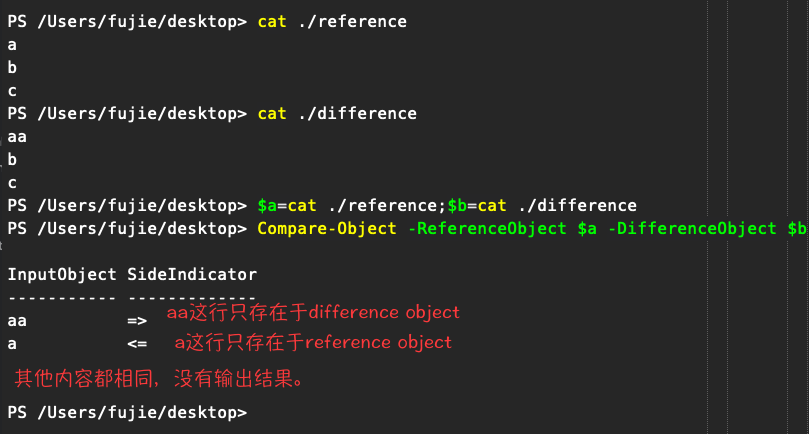 PS /Users/fujie/desktop> cat ./reference
a
b
c
PS /Users/fujie/desktop> cat ./difference
aa
b
c
PS /Users/fujie/desktop> $a=cat ./reference;$b=cat ./difference
PS /Users/fujie/desktop> Compare-Object -ReferenceObject $a -DifferenceObject $b
InputObject SideIndicator
----------- -------------
aa => aa这行只存在于difference object
a <= a这行只存在于reference object
其他内容都相同，没有输出结果。
PS /Users/fujie/desktop>